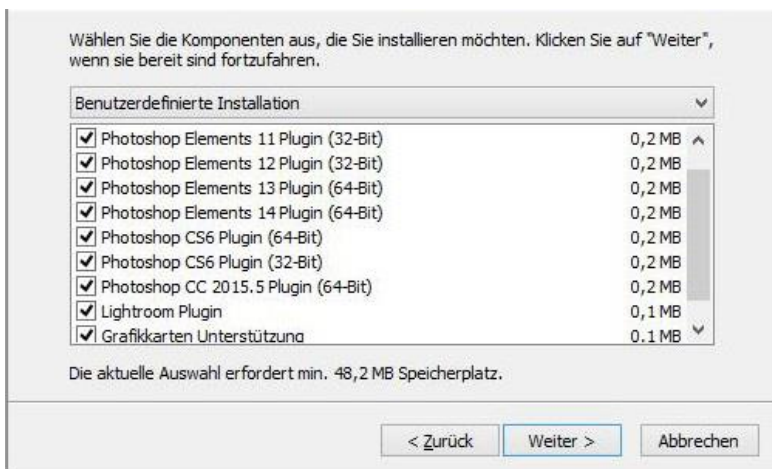 Wählen Sie die Komponenten aus, die Sie installieren möchten. Klicken Sie auf "Weiter",
wenn sie bereit sind fortzufahren.
Benutzerdefinierte Installation
Photoshop Elements 11 Plugin (32-Bit) 0,2 MB
Photoshop Elements 12 Plugin (32-Bit) 0,2 MB
Photoshop Elements 13 Plugin (64-Bit) 0,2 MB
Photoshop Elements 14 Plugin (64-Bit) 0,2 MB
Photoshop CS6 Plugin (64-Bit) 0,2 MB
Photoshop CS6 Plugin (32-Bit) 0,2 MB
Photoshop CC 2015.5 Plugin (64-Bit) 0,2 MB
Lightroom Plugin 0,1 MB
Grafikkarten Unterstützung 0,1 MB
Die aktuelle Auswahl erfordert min. 48,2 MB Speicherplatz.
< Zurück Weiter > Abbrechen